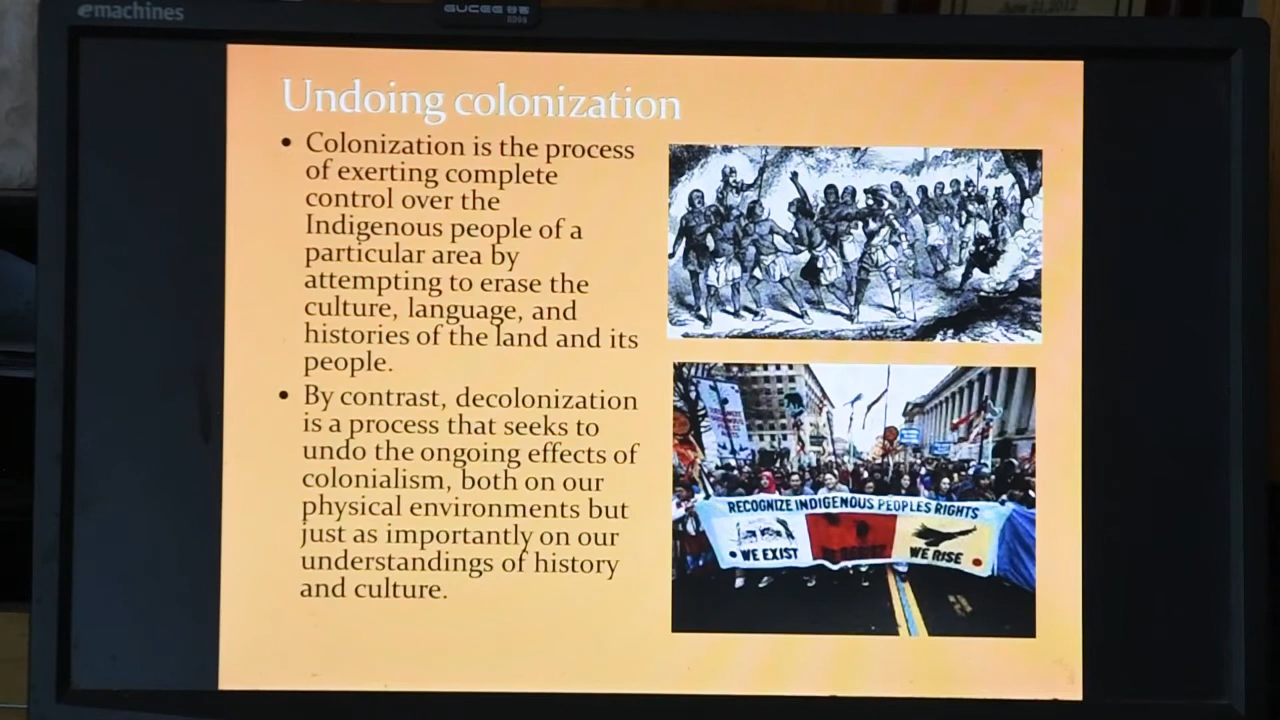 emachines
June 21, 2012
Undoing colonization
• Colonization is the process
of exerting complete
control over the
Indigenous people of a
particular area by
attempting to erase the
culture, language, and
histories of the land and its
people.
• By contrast, decolonization
is a process that seeks to
undo the ongoing effects of
colonialism, both on our
physical environments but
just as importantly on our
understandings of history
and culture.
RECOGNIZE INDIGENOUS PEOPLES RIGHTS
• WE EXIST
WE RISE